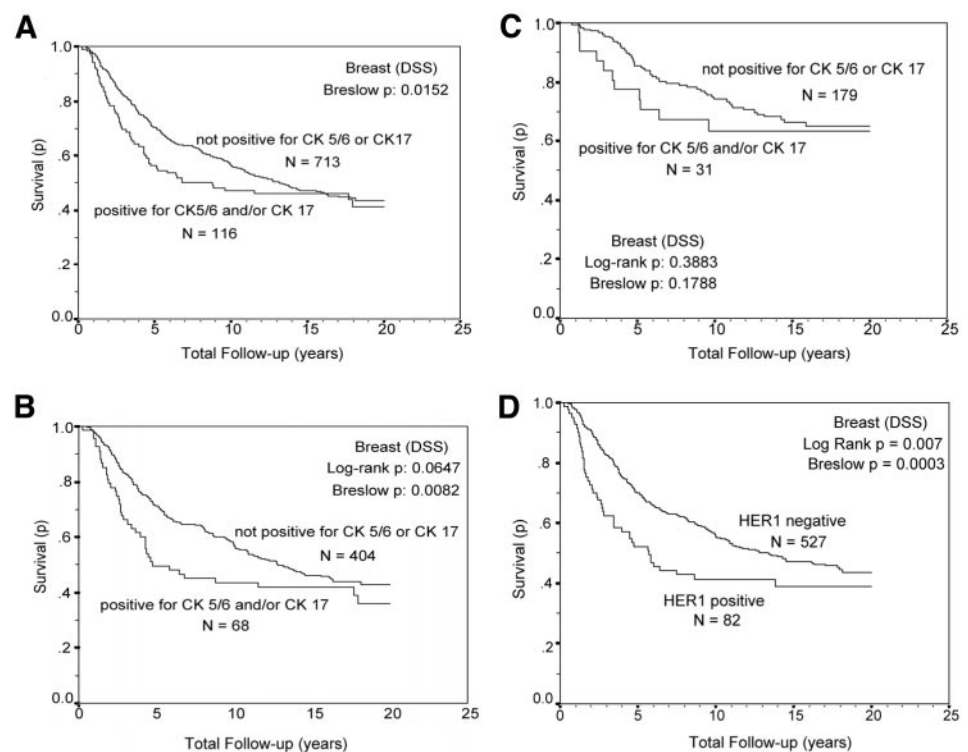 A
1.0
.8
.6
.4
.2
0.0
Survival (p)
Breast (DSS)
Breslow p: 0.0152
not positive for CK 5/6 or CK17
N = 713
positive for CK5/6 and/or CK 17
N = 116
0
5
10
15
20
25
Total Follow-up (years)
B
1.0
.8
.6
.4
.2
0.0
Survival (p)
Breast (DSS)
Log-rank p: 0.0647
Breslow p: 0.0082
not positive for CK 5/6 or CK 17
N = 404
positive for CK 5/6 and/or CK 17
N = 68
0
5
10
15
20
25
Total Follow-up (years)
C
1.0
.8
.6
.4
.2
0.0
Survival (p)
not positive for CK 5/6 or CK 17
N = 179
positive for CK 5/6 and/or CK 17
N = 31
Breast (DSS)
Log-rank p: 0.3883
Breslow p: 0.1788
0
5
10
15
20
25
Total Follow-up (years)
D
1.0
.8
.6
.4
.2
0.0
Survival (p)
Breast (DSS)
Log Rank p = 0.007
Breslow p = 0.0003
HER1 negative
N = 527
HER1 positive
N = 82
0
5
10
15
20
25
Total Follow-up (years)